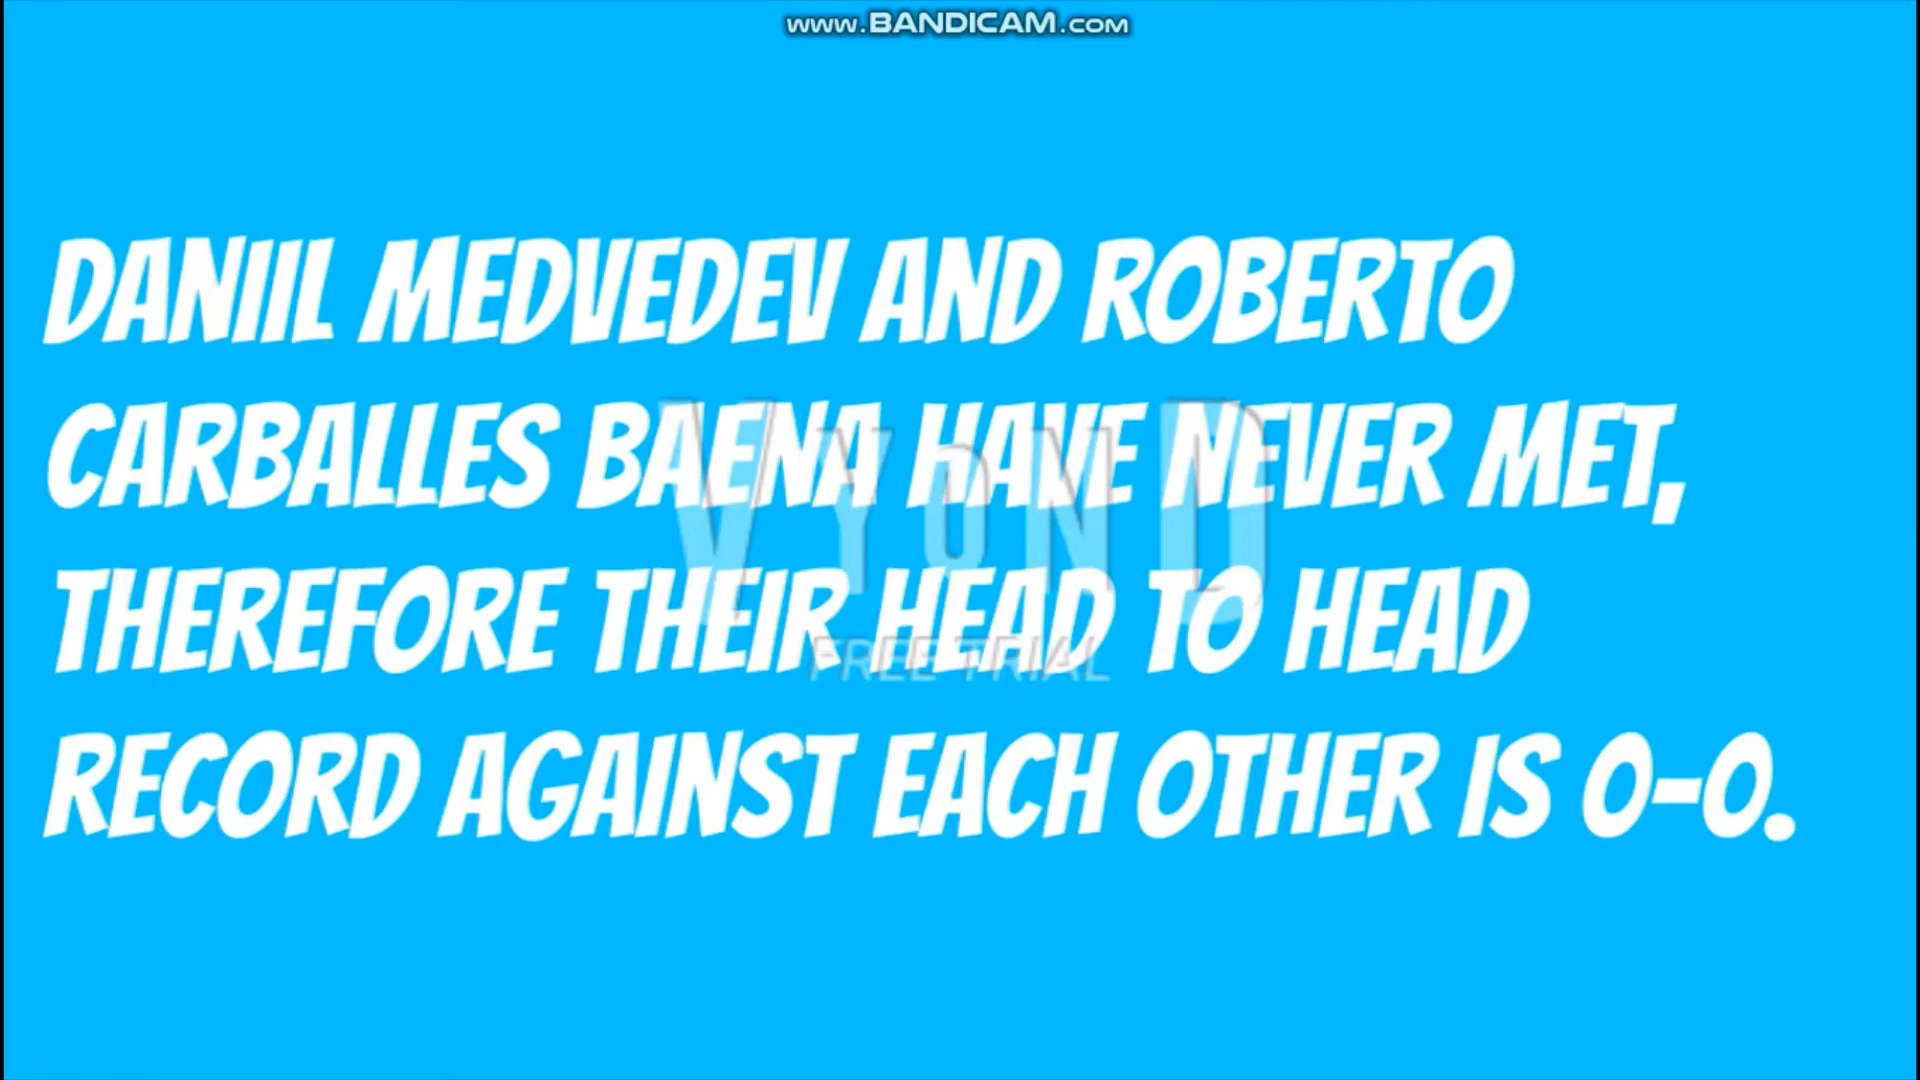 www.BANDICAM.com
DANIIL MEDVEDEV AND ROBERTO
CARBALLES BAENA HAVE NEVER MET,
THEREFORE THEIR HEAD TO HEAD
RECORD AGAINST EACH OTHER IS 0-0.
VYOND
FREE TRIAL